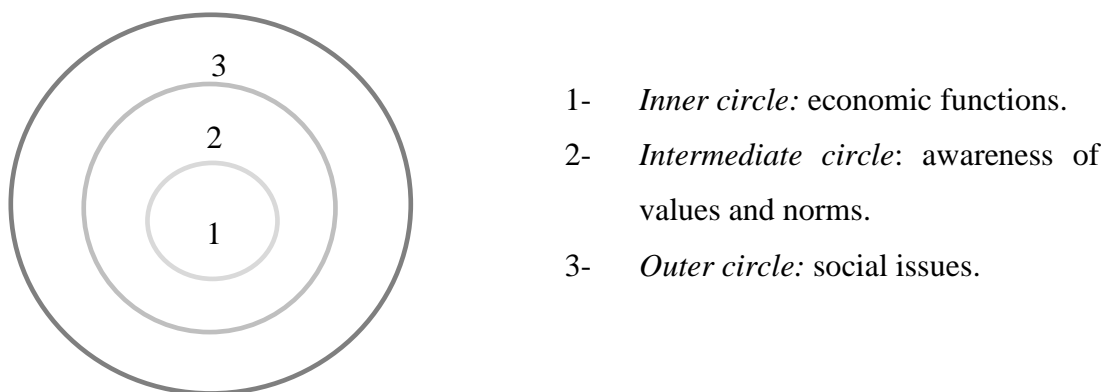 3
2
1
1- Inner circle: economic functions.
2- Intermediate circle: awareness of
values and norms.
3- Outer circle: social issues.